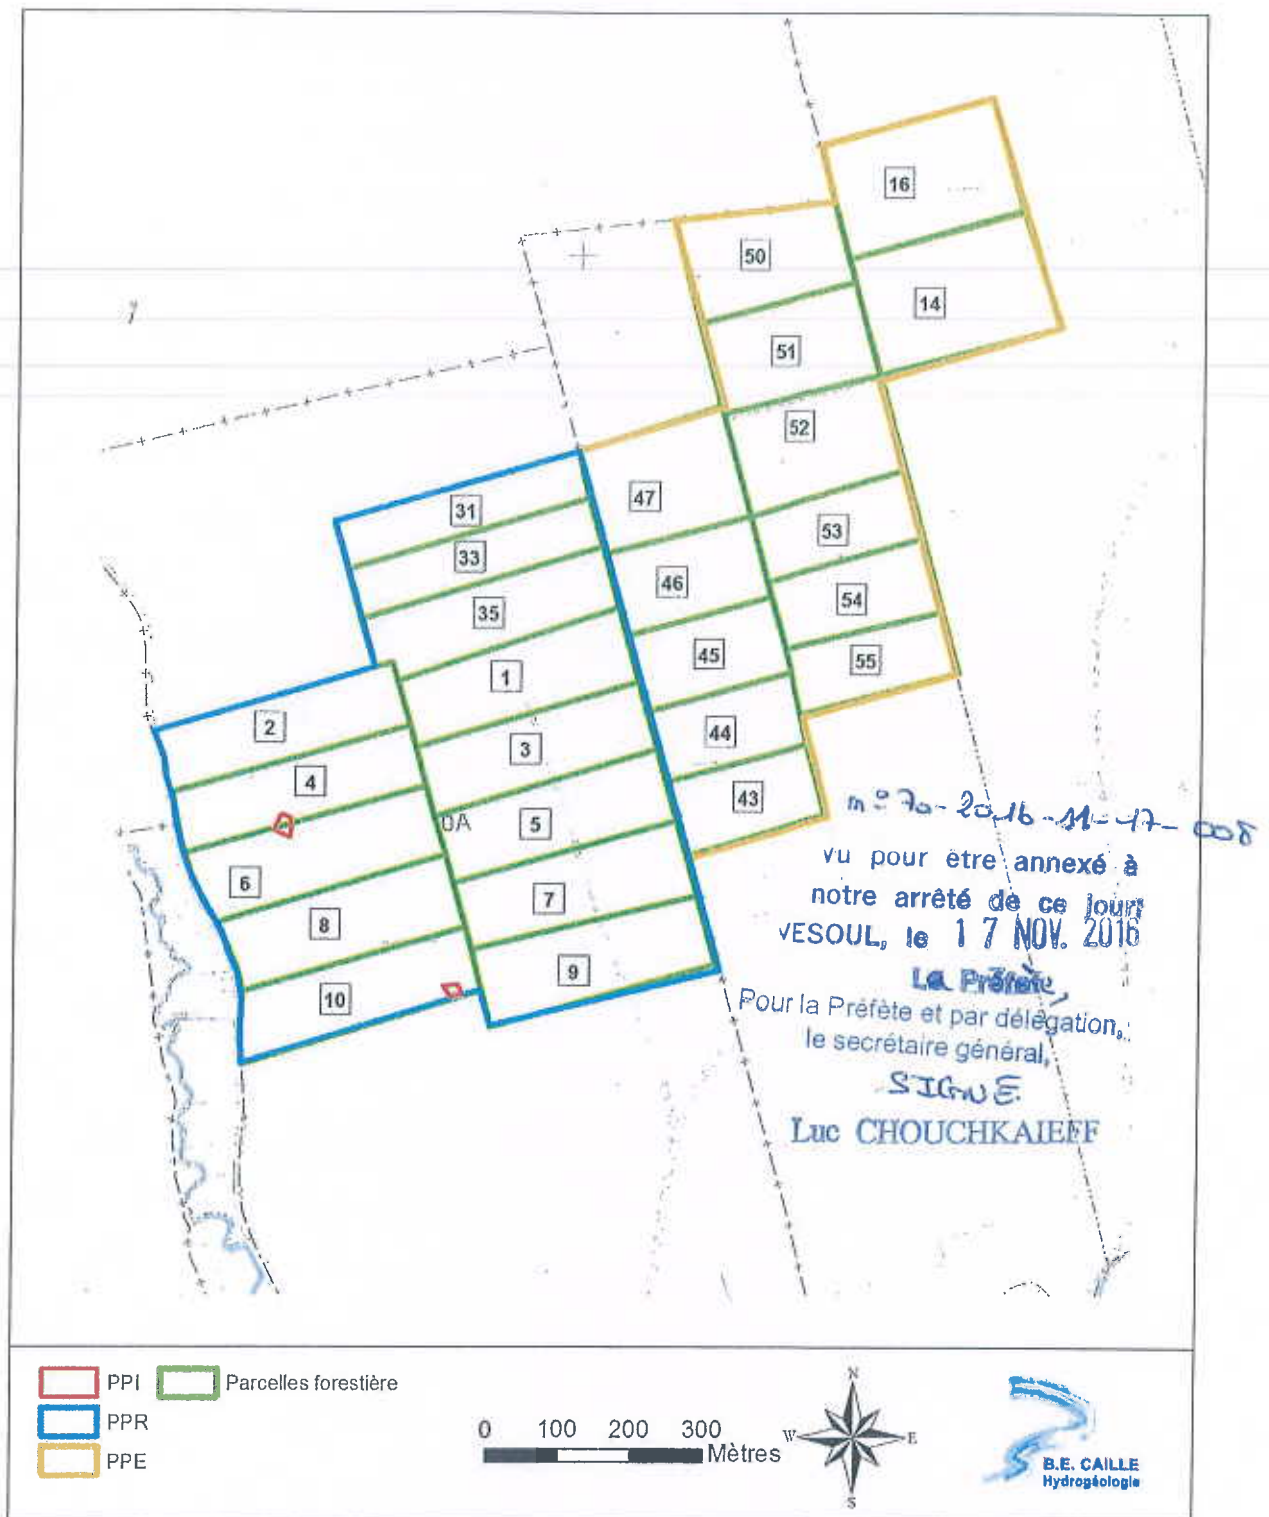 16
50
14
51
52
47
31
53
33
46
54
35
45
55
1
2
44
3
4
43
0A
5
6
7
8
9
10
n° 70-2016-11-17-008
vu pour être annexé à
notre arrêté de ce jour
VESOUL, le 17 NOV. 2016
La Préfète,
Pour la Préfète et par délégation,
le secrétaire général,
SIGNE
Luc CHOUCHKAIEFF
PPI
Parcelles forestière
PPR
PPE
0 100 200 300
Mètres
N
W
E
S
B.E. CAILLE
Hydrogéologie